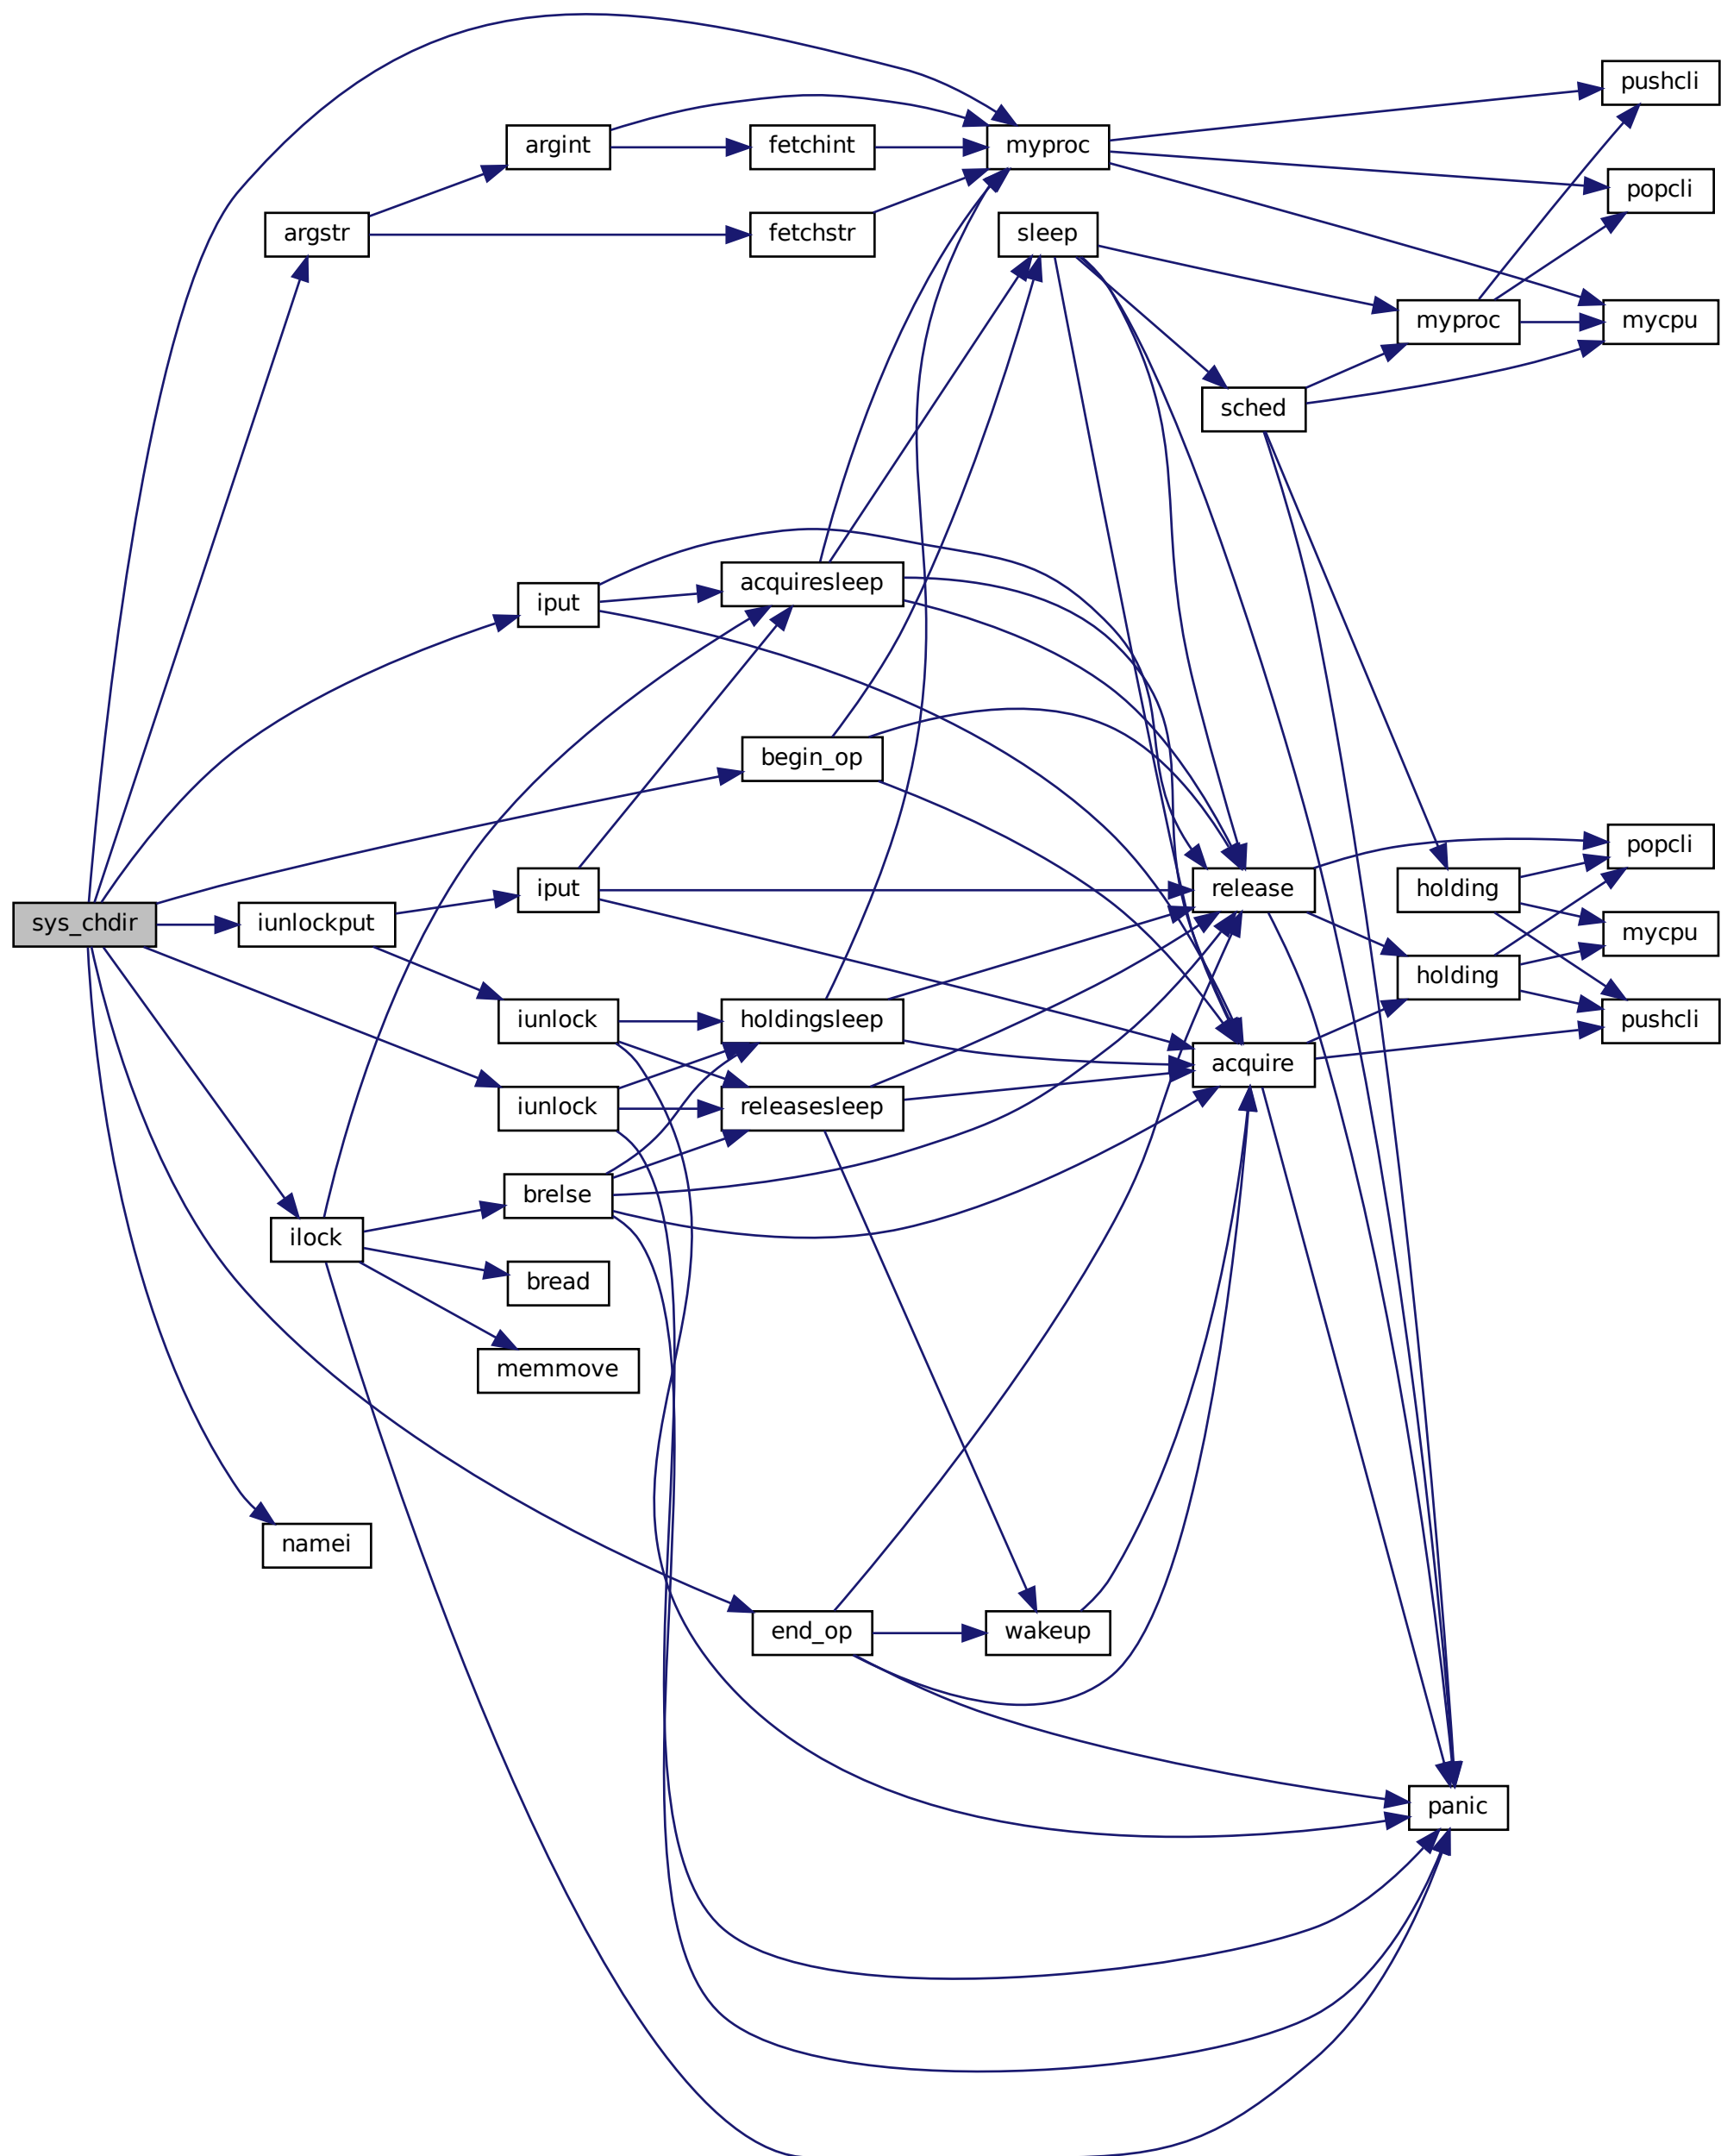 pushcli
argint
fetchint
myproc
popcli
argstr
fetchstr
sleep
myproc
mycpu
sched
acquiresleep
iput
begin_op
popcli
iput
release
holding
sys_chdir
iunlockput
mycpu
holding
iunlock
holdingsleep
pushcli
acquire
iunlock
releasesleep
brelse
ilock
bread
memmove
namei
end_op
wakeup
panic